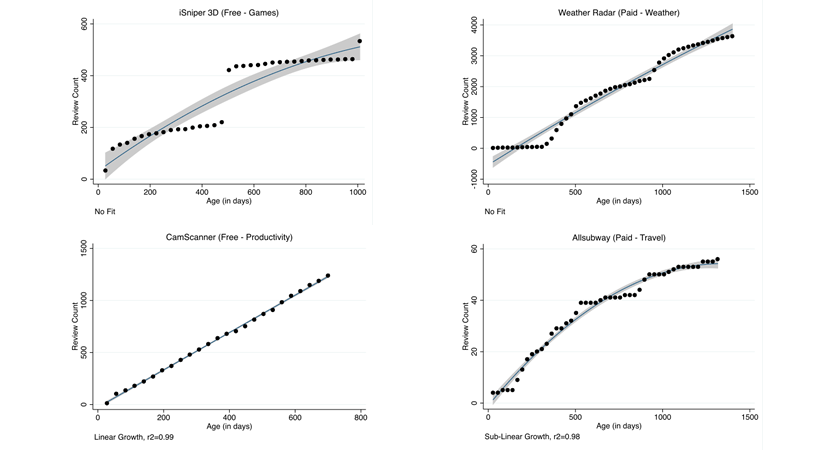 iSniper 3D (Free - Games)
600
400
200
0
Review Count
0 200 400 600 800 1000
Age (in days)
No Fit
Weather Radar (Paid - Weather)
4000
3000
2000
1000
0
-1000
Review Count
0 500 1000 1500
Age (in days)
No Fit
CamScanner (Free - Productivity)
1500
1000
500
0
Review Count
0 200 400 600 800
Age (in days)
Linear Growth, r2=0.99
Allsubway (Paid - Travel)
60
40
20
0
Review Count
0 500 1000 1500
Age (in days)
Sub-Linear Growth, r2=0.98